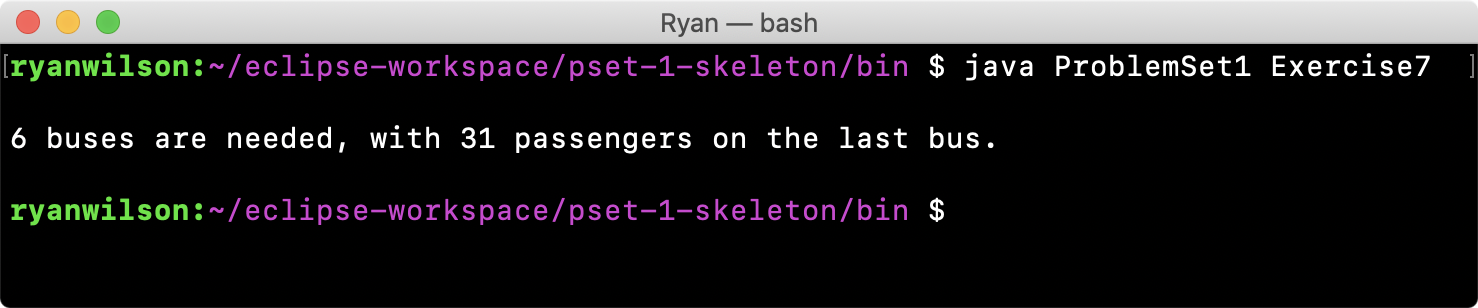 Ryan — bash
[ryanwilson:~/eclipse-workspace/pset-1-skeleton/bin $ java ProblemSet1 Exercise7 ]
6 buses are needed, with 31 passengers on the last bus.
ryanwilson:~/eclipse-workspace/pset-1-skeleton/bin $